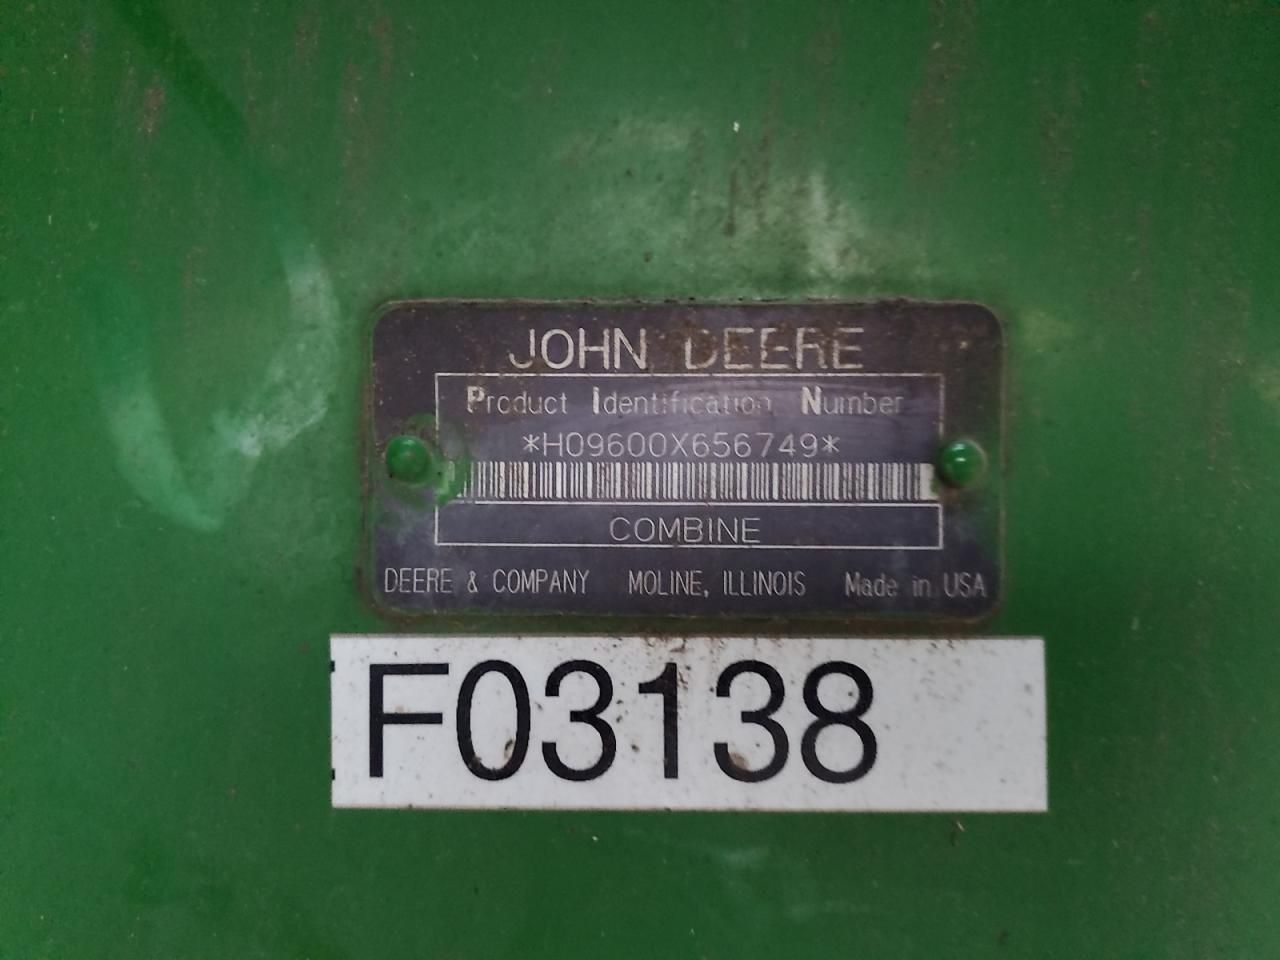 JOHN DEERE
Product Identification Number
*H09600X656749*
COMBINE
DEERE & COMPANY MOLINE, ILLINOIS Made in USA
F03138